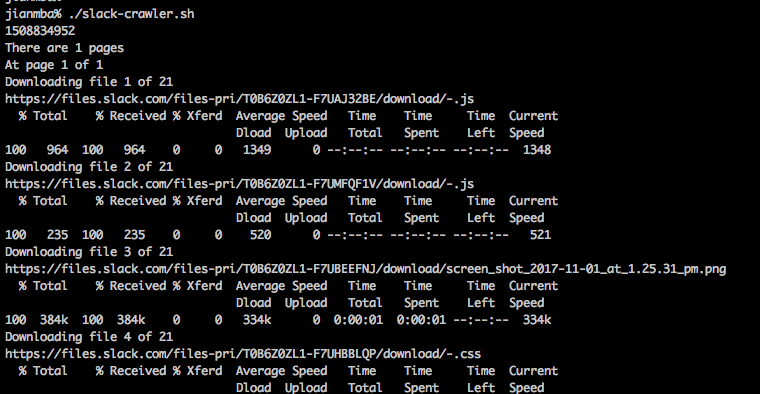 jianmba% ./slack-crawler.sh
1508834952
There are 1 pages
At page 1 of 1
Downloading file 1 of 21
https://files.slack.com/files-pri/T0B6Z0ZL1-F7UAJ32BE/download/-.js
  % Total    % Received % Xferd  Average Speed   Time    Time     Time  Current
                                 Dload  Upload   Total   Spent    Left  Speed
100   964  100   964    0     0   1349      0 --:--:-- --:--:-- --:--:--  1348
Downloading file 2 of 21
https://files.slack.com/files-pri/T0B6Z0ZL1-F7UMFQF1V/download/-.js
  % Total    % Received % Xferd  Average Speed   Time    Time     Time  Current
                                 Dload  Upload   Total   Spent    Left  Speed
100   235  100   235    0     0    520      0 --:--:-- --:--:-- --:--:--   521
Downloading file 3 of 21
https://files.slack.com/files-pri/T0B6Z0ZL1-F7UBEEFNJ/download/screen_shot_2017-11-01_at_1.25.31_pm.png
  % Total    % Received % Xferd  Average Speed   Time    Time     Time  Current
                                 Dload  Upload   Total   Spent    Left  Speed
100  384k  100  384k    0     0   334k      0  0:00:01  0:00:01 --:--:--  334k
Downloading file 4 of 21
https://files.slack.com/files-pri/T0B6Z0ZL1-F7UHBBLQP/download/-.css
  % Total    % Received % Xferd  Average Speed   Time    Time     Time  Current
                                 Dload  Upload   Total   Spent    Left  Speed